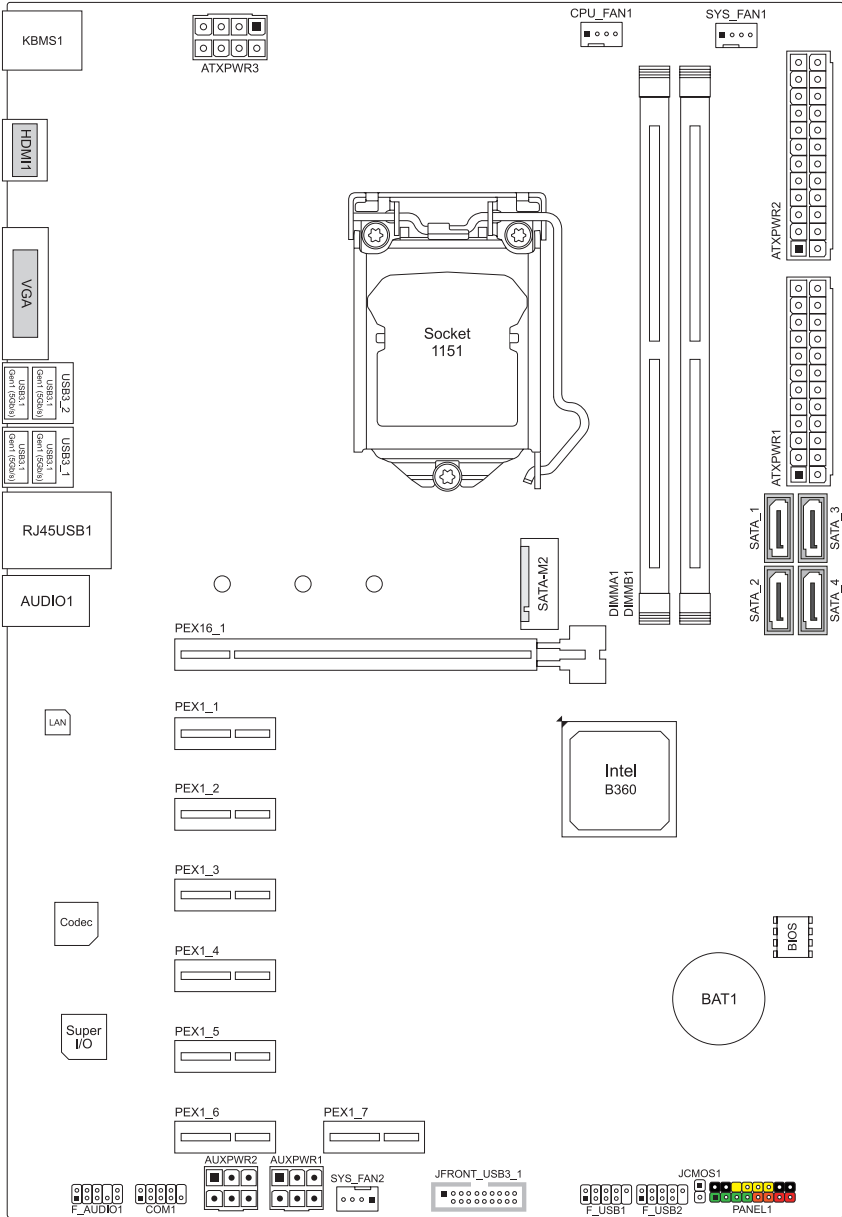 CPU_FAN1
SYS_FAN1
KBMS1
ATXPWR3
HDMI1
ATXPWR2
VGA
Socket
1151
USB3_2
USB3.1
Gen1 (5Gb/s)
USB3.1
Gen1 (5Gb/s)
USB3_1
USB3.1
Gen1 (5Gb/s)
USB3.1
Gen1 (5Gb/s)
ATXPWR1
RJ45USB1
SATA_1
SATA_3
AUDIO1
SATA-M2
DIMMA1
DIMMB1
SATA_2
SATA_4
PEX16_1
LAN
PEX1_1
Intel
B360
PEX1_2
PEX1_3
Codec
BIOS
PEX1_4
BAT1
Super
I/O
PEX1_5
PEX1_6
PEX1_7
AUXPWR2
AUXPWR1
SYS_FAN2
JFRONT_USB3_1
JCMOS1
F_AUDIO1
COM1
F_USB1
F_USB2
PANEL1